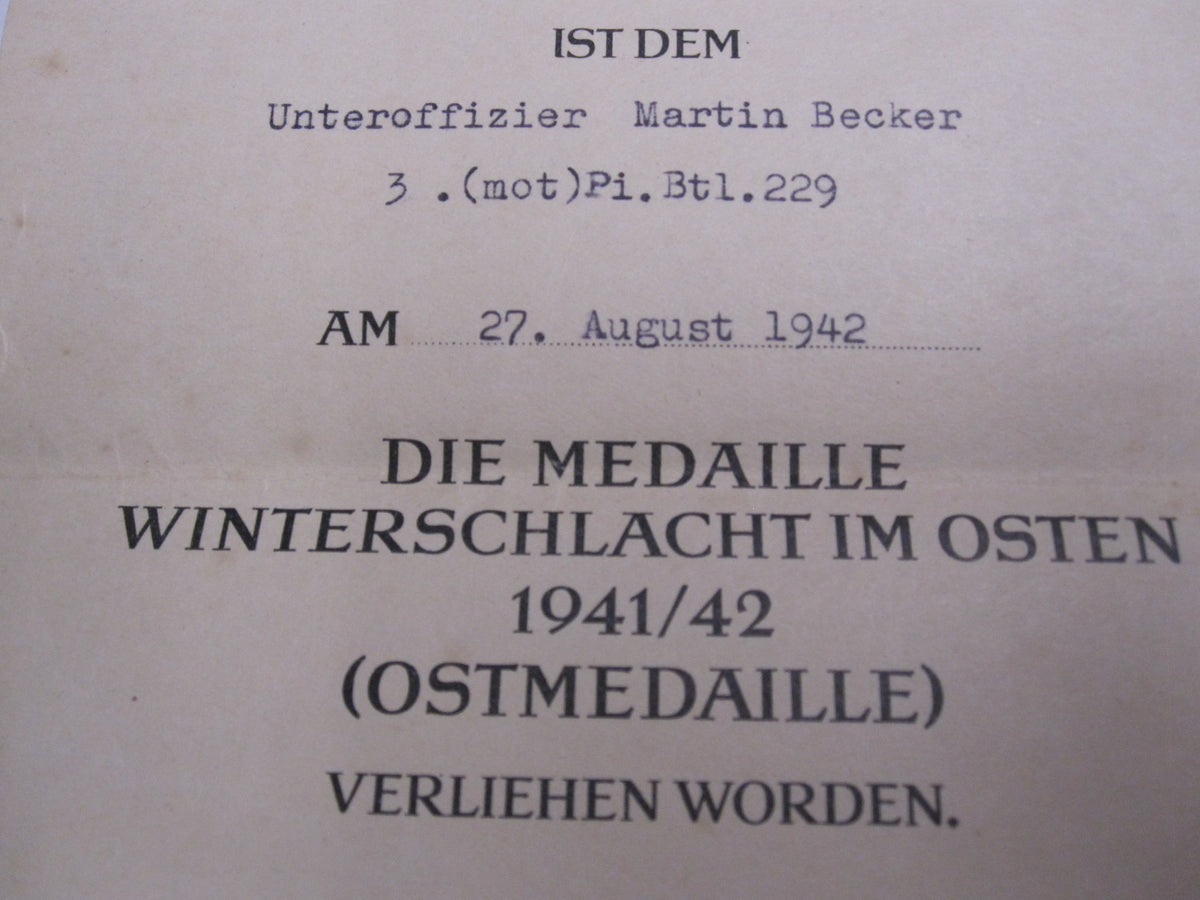 IST DEM
Unteroffizier Martin Becker
3 .(mot)Pi.Btl.229
AM 27. August 1942
DIE MEDAILLE
WINTERSCHLACHT IM OSTEN
1941/42
(OSTMEDAILLE)
VERLIEHEN WORDEN.